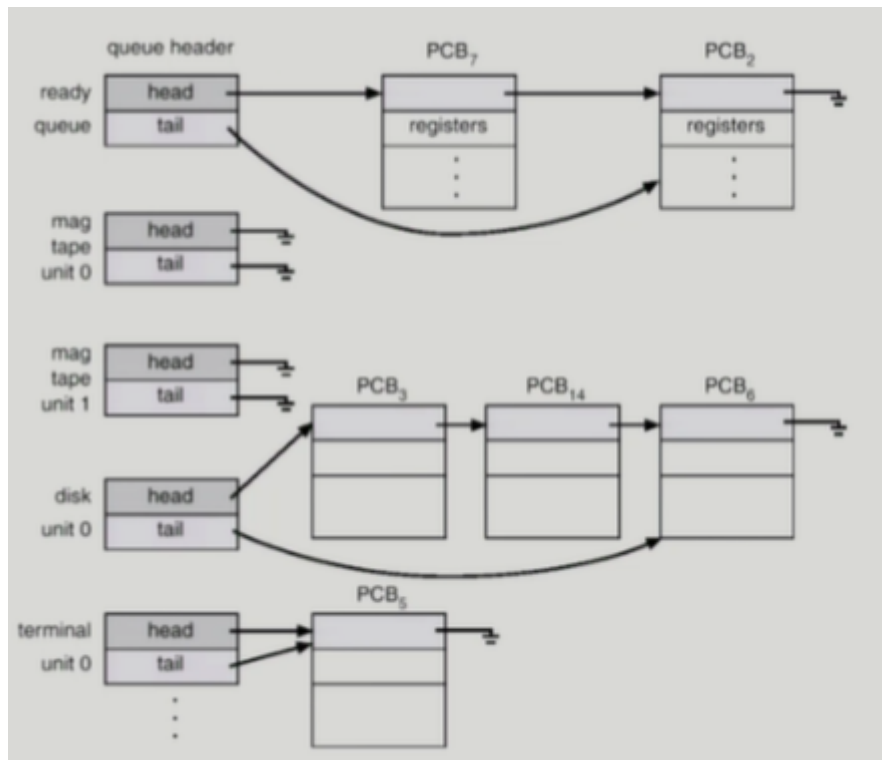 queue header
PCB₇
PCB₂
ready
queue
head
tail
registers
registers
mag
tape
unit 0
head
tail
mag
tape
unit 1
head
tail
PCB₃
PCB₁₄
PCB₆
disk
unit 0
head
tail
PCB₅
terminal
unit 0
head
tail